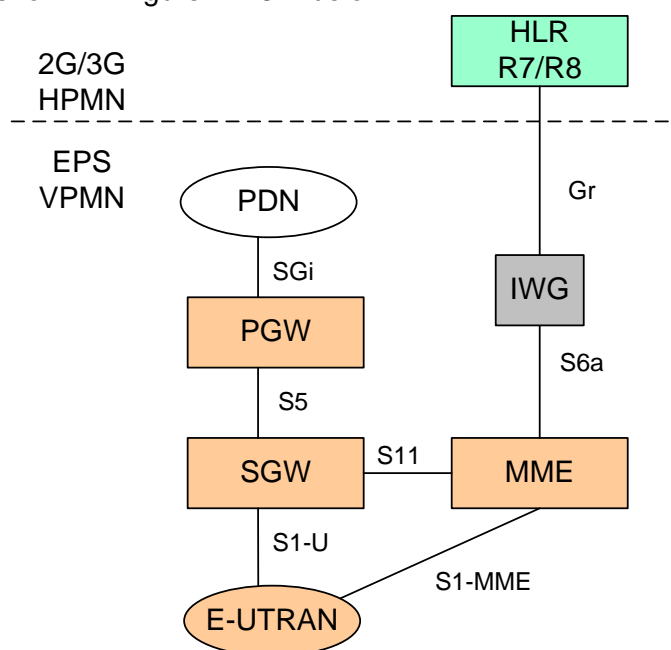 HLR
R7/R8
2G/3G
HPMN
EPS
VPMN
PDN
Gr
SGi
IWG
PGW
S6a
S5
S11
SGW
MME
S1-U
S1-MME
E-UTRAN